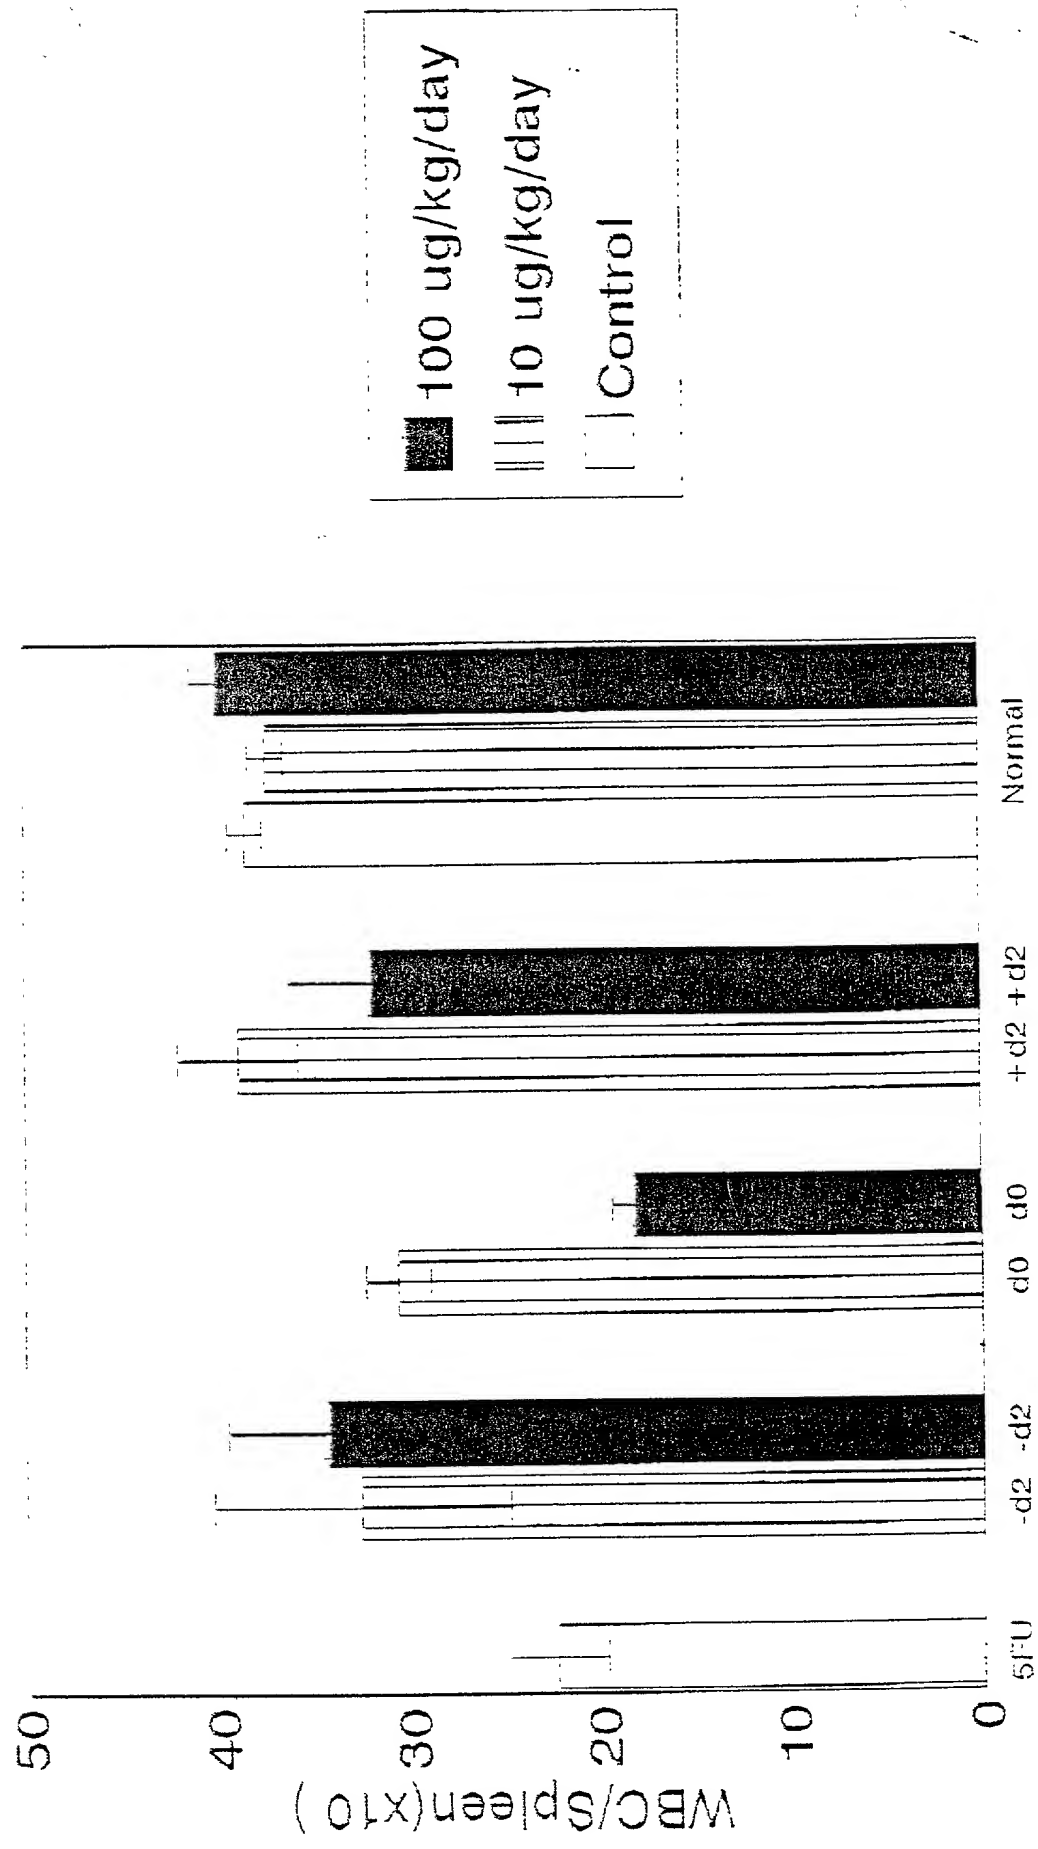 WBC/Spleen(x10 )
50
40
30
20
10
0
5FU
-d2 -d2
d0 d0
+d2 +d2
Normal
100 ug/kg/day
10 ug/kg/day
Control